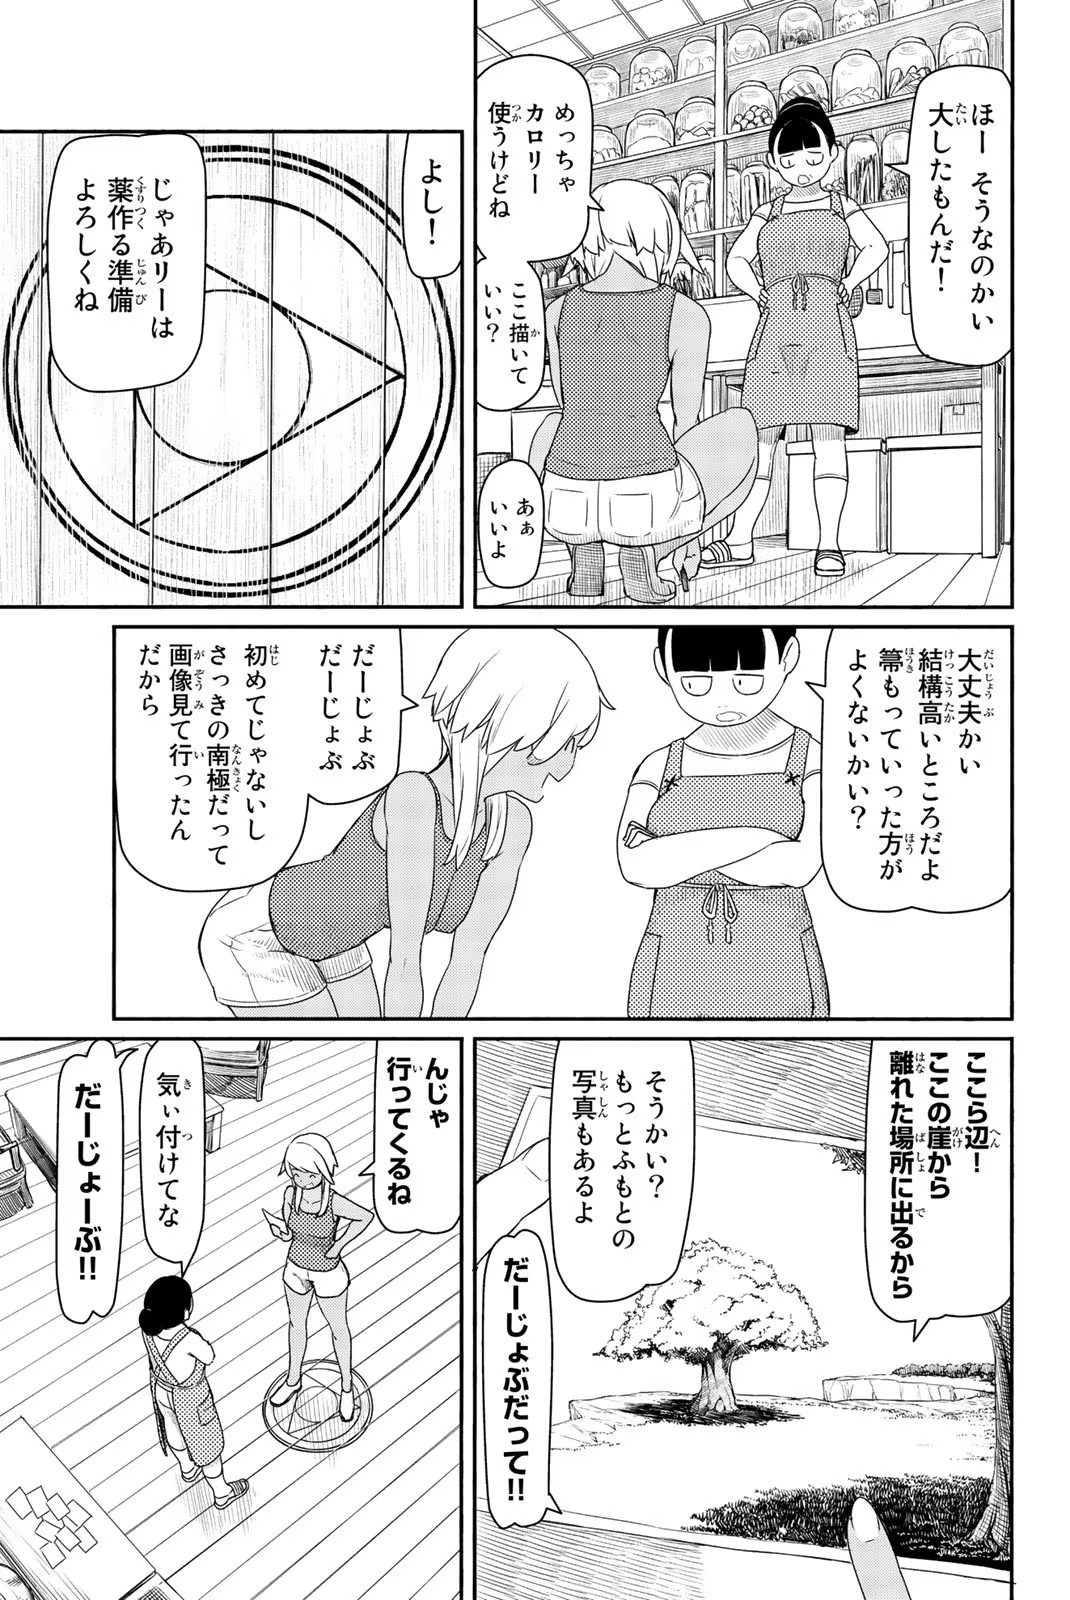 ほー そうなのかい
大したもんだ！
めっちゃ
カロリー
使うけどね
ここ描いて
いい？
あぁ
いいよ
よし！
じゃあリーは
薬作る準備
よろしくね
大丈夫かい
結構高いところだよ
箒もっていった方が
よくないかい？
だーじょぶ
だーじょぶ
初めてじゃないし
さっきの南極だって
画像見て行ったん
だから
ここら辺！
ここの崖から
離れた場所に出るから
そうかい？
もっとふもとの
写真もあるよ
だーじょぶだって!!
んじゃ
行ってくるね
気ぃ付けてな
だーじょーぶ!!